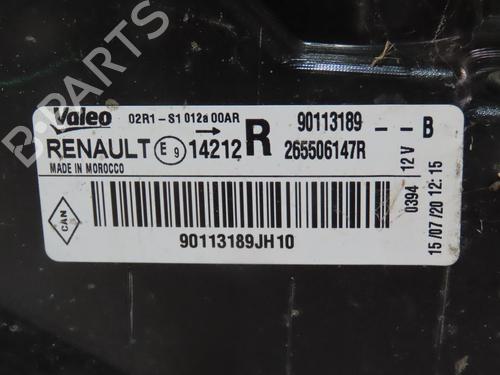 B-PARTS
Valeo 02R1-S1 012a 00AR → R 90113189 -- B
RENAULT E9 14212 265506147R
MADE IN MOROCCO
CAN
90113189JH10
0394 12 V
15/07/20 12:15